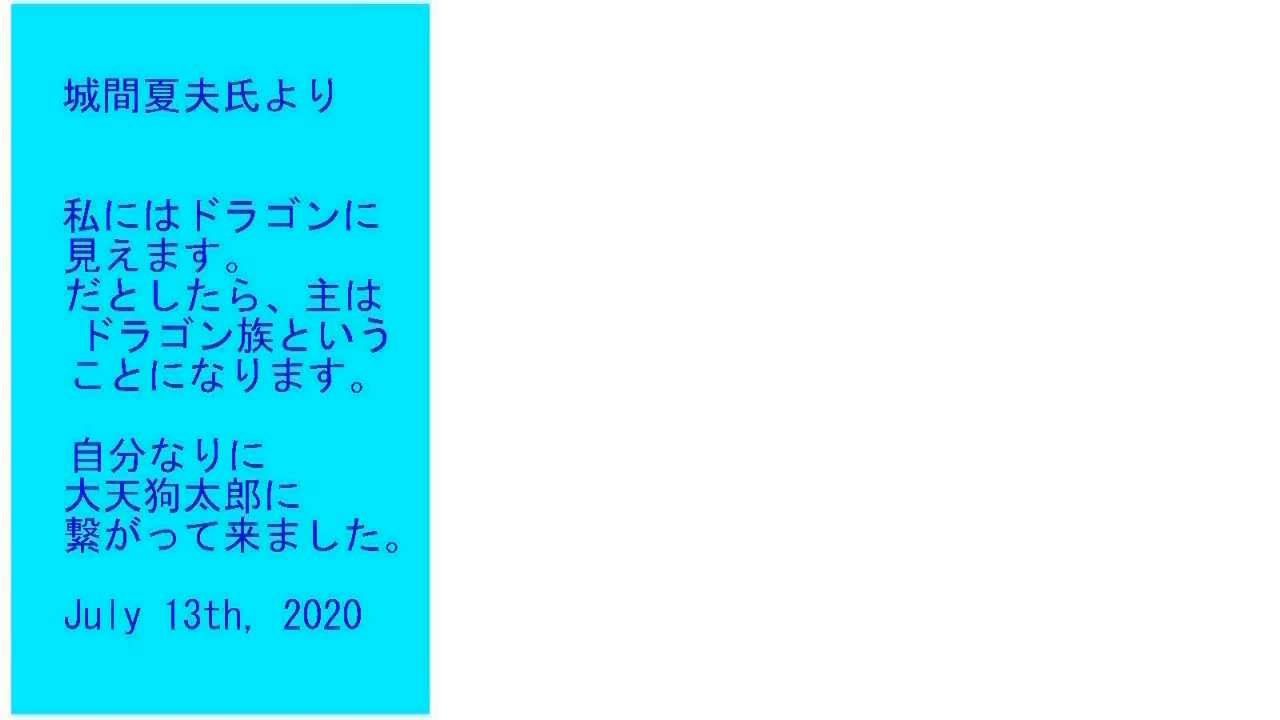 城間夏夫氏より
私にはドラゴンに
見えます。
だとしたら、主は
ドラゴン族という
ことになります。
自分なりに
大天狗太郎に
繋がって来ました。
July 13th, 2020